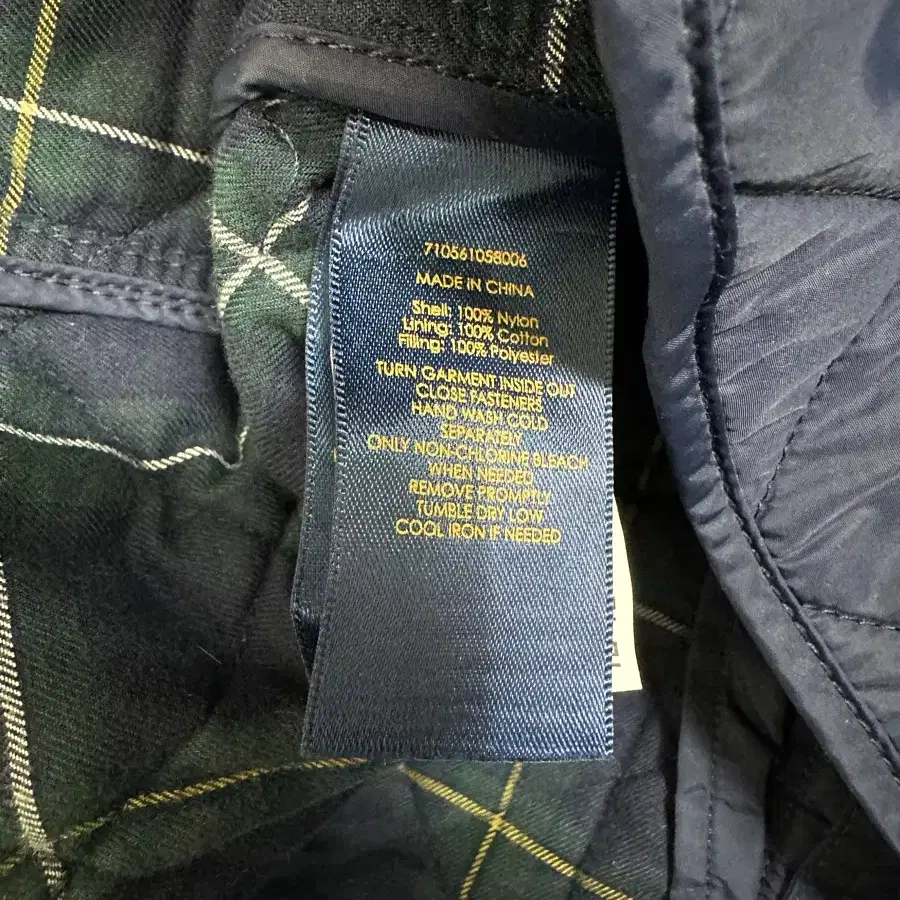 710561058006
MADE IN CHINA
Shell: 100% Nylon
Lining: 100% Cotton
Filling: 100% Polyester
TURN GARMENT INSIDE OUT
CLOSE FASTENERS
HAND WASH COLD
SEPARATELY
ONLY NON-CHLORINE BLEACH
WHEN NEEDED
REMOVE PROMPTLY
TUMBLE DRY LOW
COOL IRON IF NEEDED